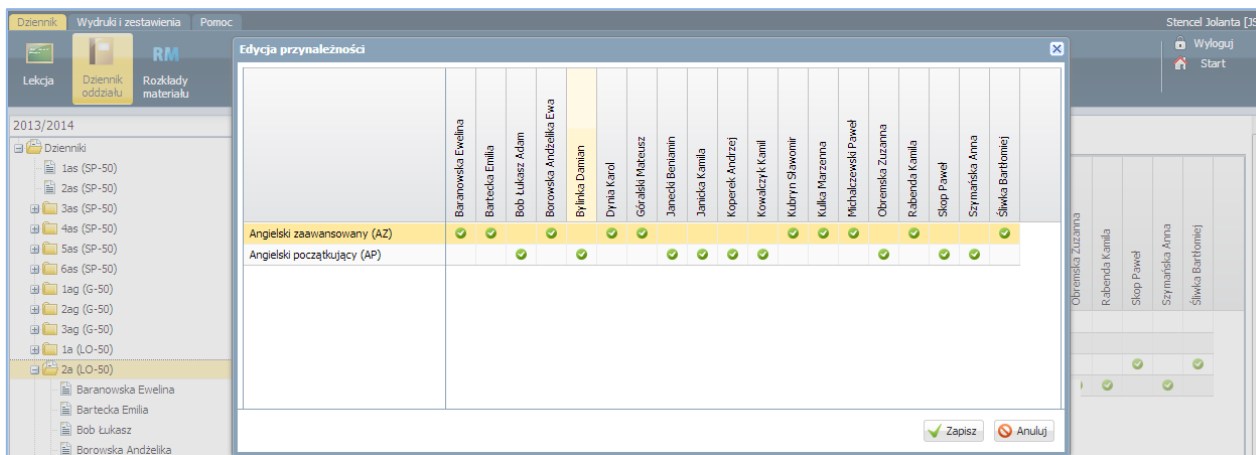 Dziennik Wydruki i zestawienia Pomoc
Stencel Jolanta [JS
RM
Lekcja
Dziennik oddziału
Rozkłady materiału
Wyloguj
Start
2013/2014
Dzienniki
1as (SP-50)
2as (SP-50)
3as (SP-50)
4as (SP-50)
5as (SP-50)
6as (SP-50)
1ag (G-50)
2ag (G-50)
3ag (G-50)
1a (LO-50)
2a (LO-50)
Baranowska Ewelina
Bartecka Emilia
Bob Łukasz
Borowska Andżelika
Edycja przynależności
Baranowska Ewelina
Bartecka Emilia
Bob Łukasz Adam
Borowska Andżelika Ewa
Bylinka Damian
Dynia Karol
Góralski Mateusz
Janecki Beniamin
Janicka Kamila
Koperek Andrzej
Kowalczyk Kamil
Kubryn Sławomir
Kulka Marzenna
Michalczewski Paweł
Obremska Zuzanna
Rabenda Kamila
Skop Paweł
Szymańska Anna
Śliwka Bartłomiej
Angielski zaawansowany (AZ)
Angielski początkujący (AP)
Zapisz
Anuluj
Obremska Zuzanna
Rabenda Kamila
Skop Paweł
Szymańska Anna
Śliwka Bartłomiej